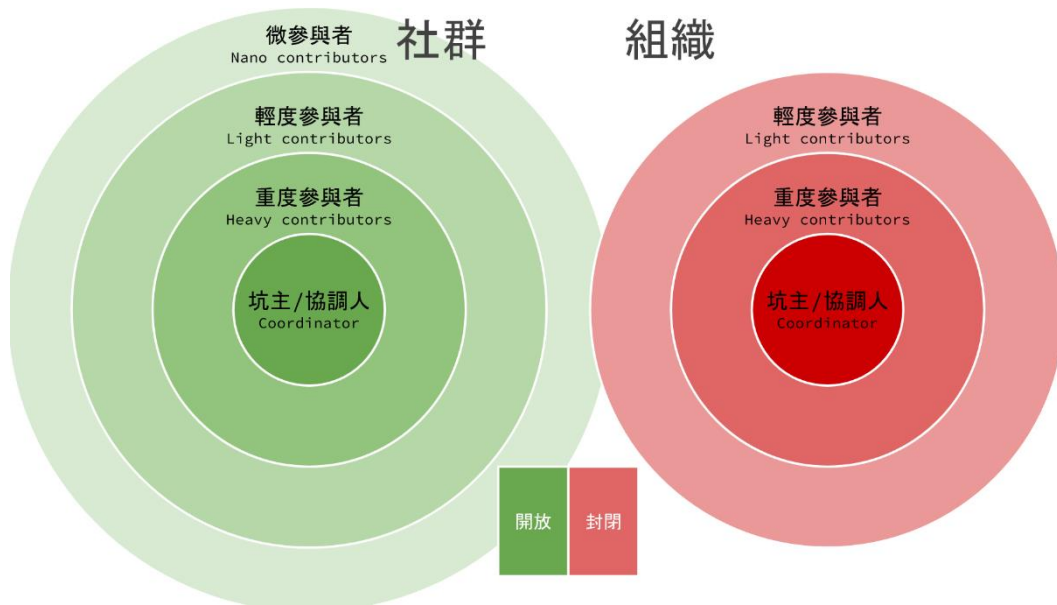 社群
微參與者
Nano contributors
輕度參與者
Light contributors
重度參與者
Heavy contributors
坑主/協調人
Coordinator
組織
輕度參與者
Light contributors
重度參與者
Heavy contributors
坑主/協調人
Coordinator
開放
封閉